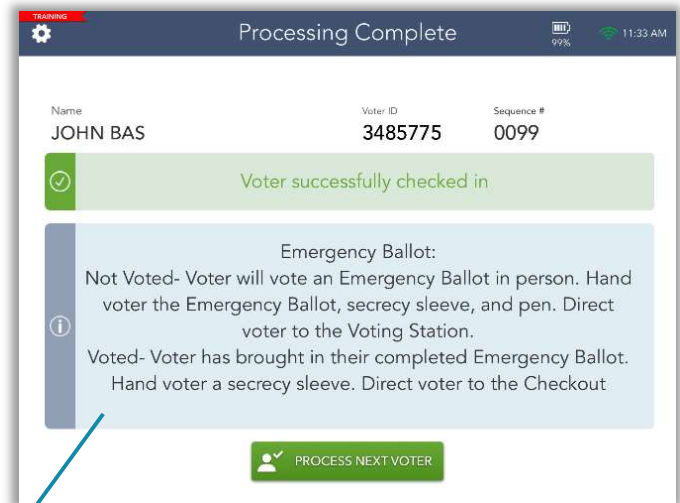 TRAINING
Processing Complete
99%
11:33 AM
Name
Voter ID
Sequence #
JOHN BAS
3485775
0099
Voter successfully checked in
Emergency Ballot:
Not Voted- Voter will vote an Emergency Ballot in person. Hand
voter the Emergency Ballot, secrecy sleeve, and pen. Direct
voter to the Voting Station.
Voted- Voter has brought in their completed Emergency Ballot.
Hand voter a secrecy sleeve. Direct voter to the Checkout
PROCESS NEXT VOTER